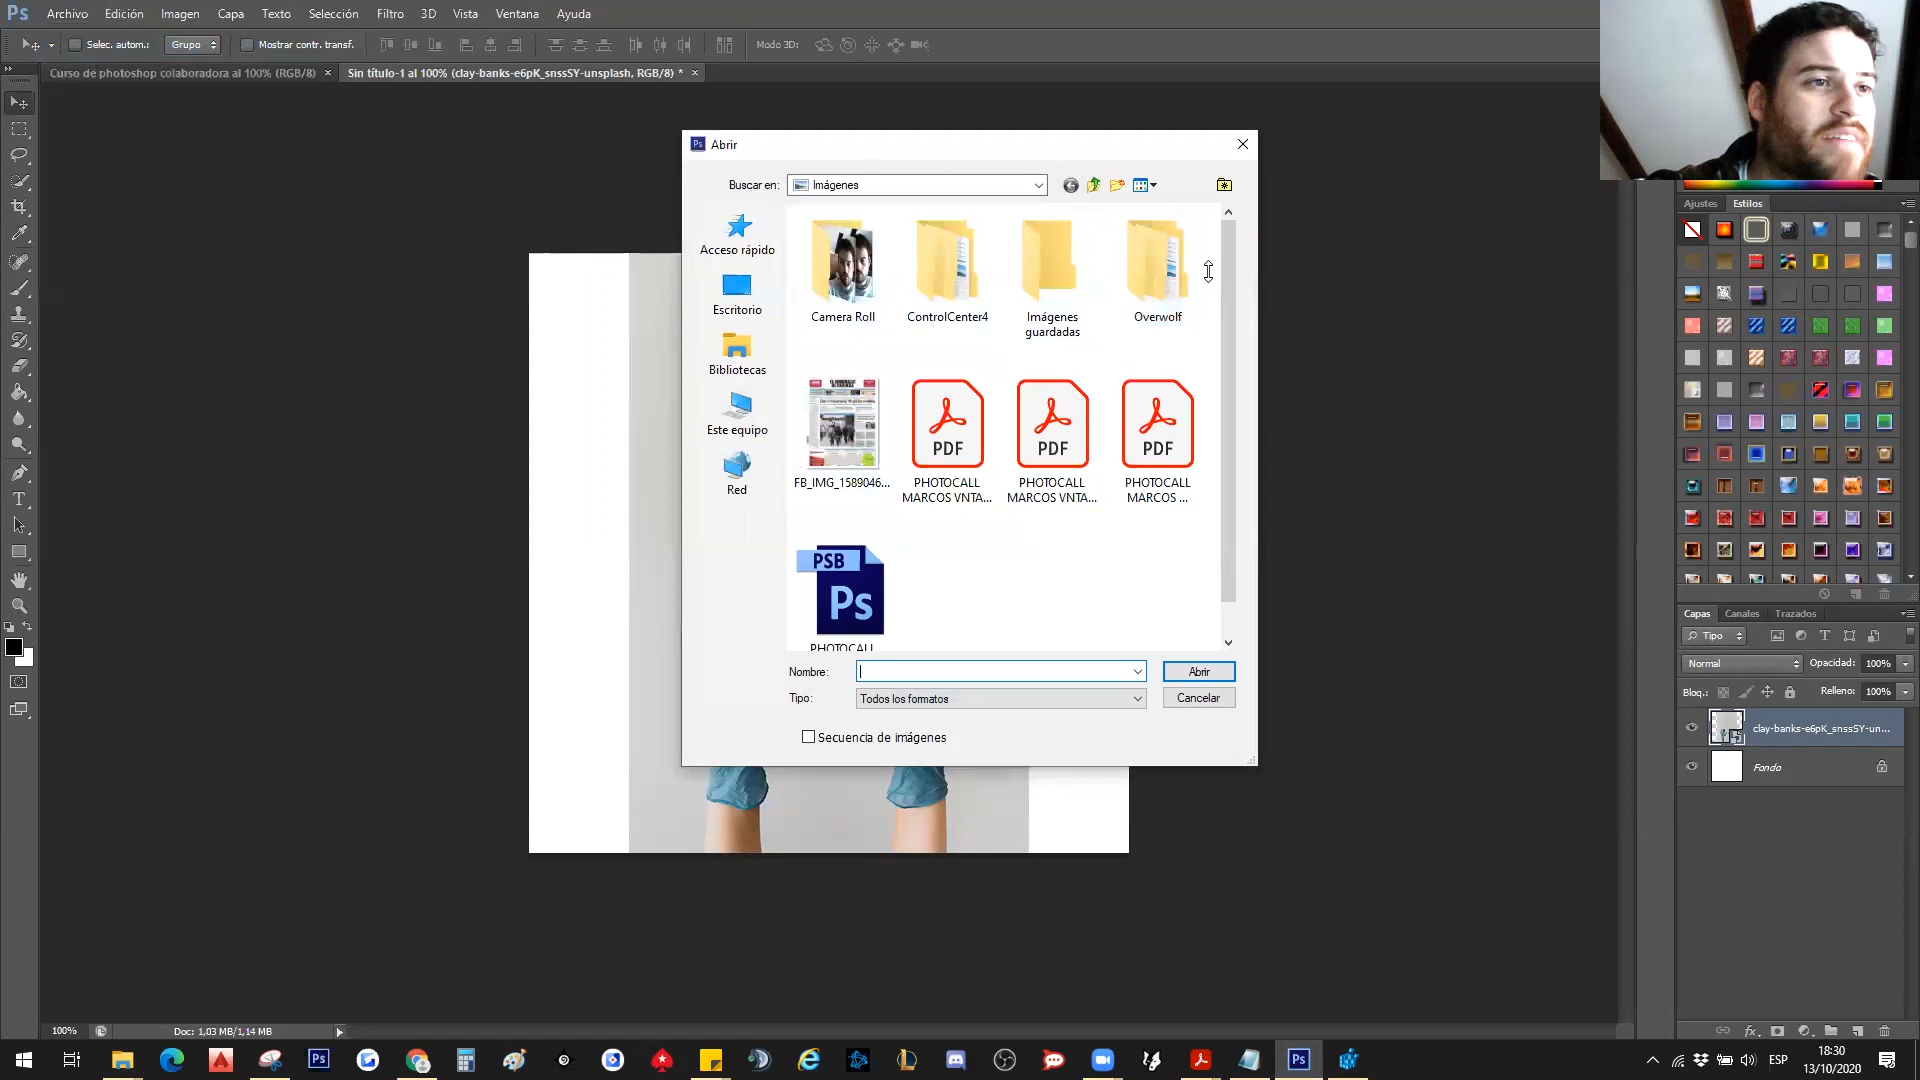 Ps Archivo Edición Imagen Capa Texto Selección Filtro 3D Vista Ventana Ayuda
Selec. autom.: Grupo Mostrar contr. transf. Modo 3D:
Curso de photoshop colaboradora al 100% (RGB/8) × Sin título-1 al 100% (clay-banks-e6pK_snssSY-unsplash, RGB/8) * ×
Ps Abrir
Buscar en: Imágenes
Acceso rápido
Escritorio
Bibliotecas
Este equipo
Red
Camera Roll ControlCenter4 Imágenes guardadas Overwolf
PDF PDF PDF
FB_IMG_1589046... PHOTOCALL MARCOS VNTA... PHOTOCALL MARCOS VNTA... PHOTOCALL MARCOS ...
PSB
Ps
PHOTOCALL
Nombre: Abrir
Tipo: Todos los formatos Cancelar
Secuencia de imágenes
Ajustes Estilos
Capas Canales Trazados
Tipo
Normal Opacidad: 100%
Bloq.: Relleno: 100%
clay-banks-e6pK_snssSY-un...
Fondo
100% Doc: 1,03 MB/1,14 MB
ESP
18:30
13/10/2020